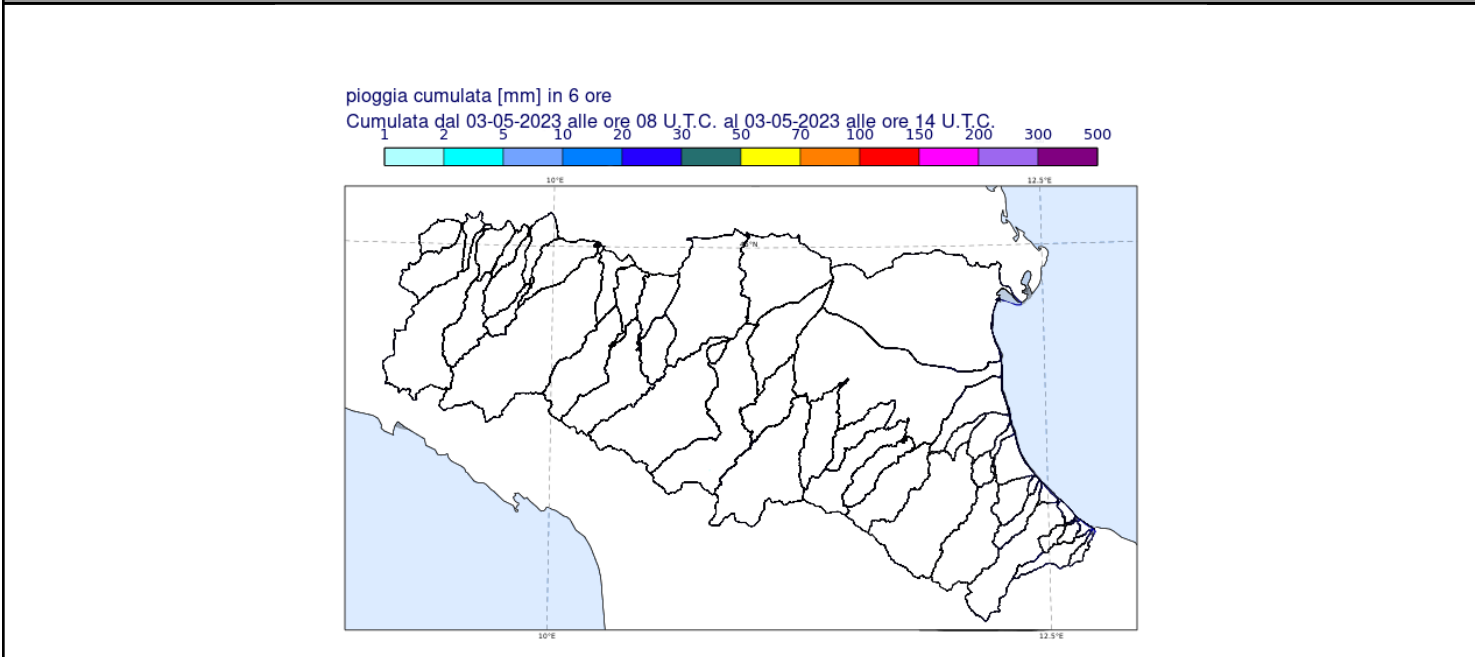 pioggia cumulata [mm] in 6 ore
Cumulata dal 03-05-2023 alle ore 08 U.T.C. al 03-05-2023 alle ore 14 U.T.C.
1 2 5 10 20 30 50 70 100 150 200 300 500
10°E 12.5°E
10°E 12.5°E